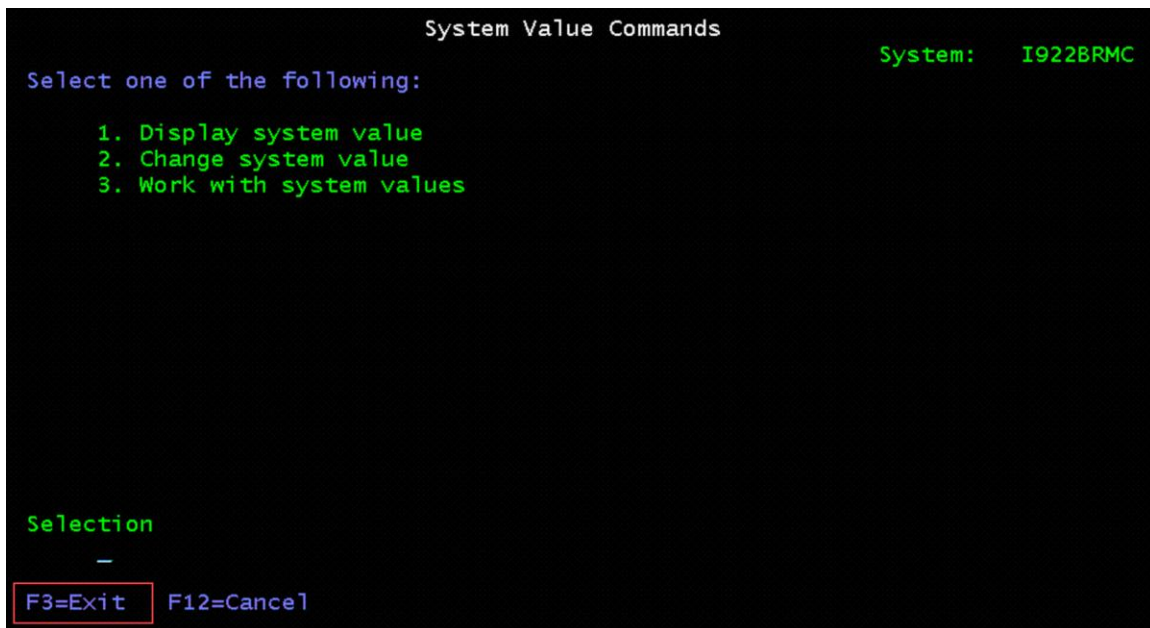 System Value Commands
System: I922BRMC
Select one of the following:
1. Display system value
2. Change system value
3. Work with system values
Selection
_
F3=Exit F12=Cancel